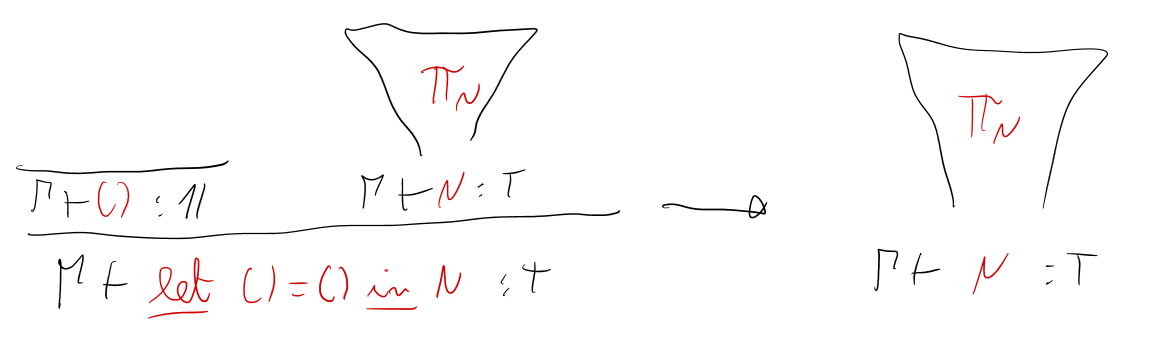 π_N π_N
Γ ⊢ () : 𝟙 Γ ⊢ N : T
Γ ⊢ let () = () in N : T Γ ⊢ N : T